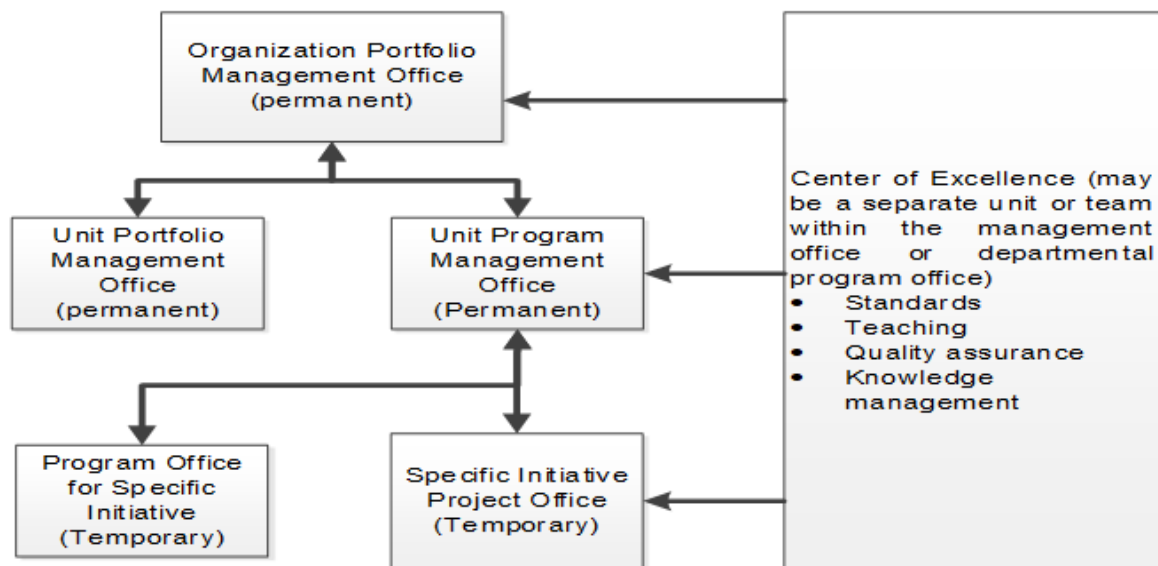 Organization Portfolio
Management Office
(permanent)
Unit Portfolio
Management
Office
(permanent)
Unit Program
Management
Office
(Permanent)
Program Office
for Specific
Initiative
(Temporary)
Specific Initiative
Project Office
(Temporary)
Center of Excellence (may
be a separate unit or team
within the management
office or departmental
program office)
• Standards
• Teaching
• Quality assurance
• Knowledge
management